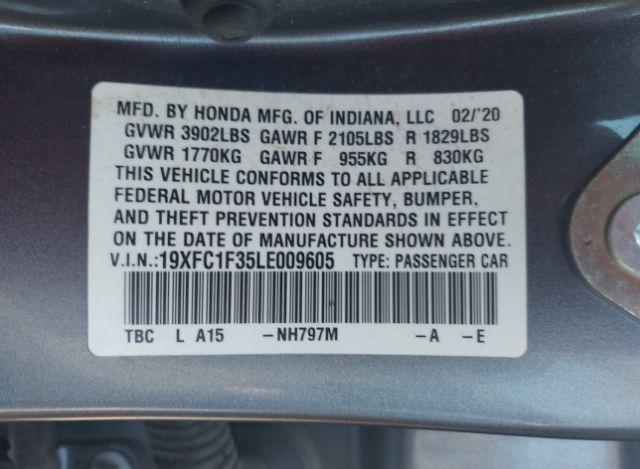 MFD. BY HONDA MFG. OF INDIANA, LLC 02/'20
GVWR 3902LBS GAWR F 2105LBS R 1829LBS
GVWR 1770KG GAWR F 955KG R 830KG
THIS VEHICLE CONFORMS TO ALL APPLICABLE
FEDERAL MOTOR VEHICLE SAFETY, BUMPER,
AND THEFT PREVENTION STANDARDS IN EFFECT
ON THE DATE OF MANUFACTURE SHOWN ABOVE.
V.I.N.:19XFC1F35LE009605 TYPE: PASSENGER CAR
TBC L A15 -NH797M -A -E